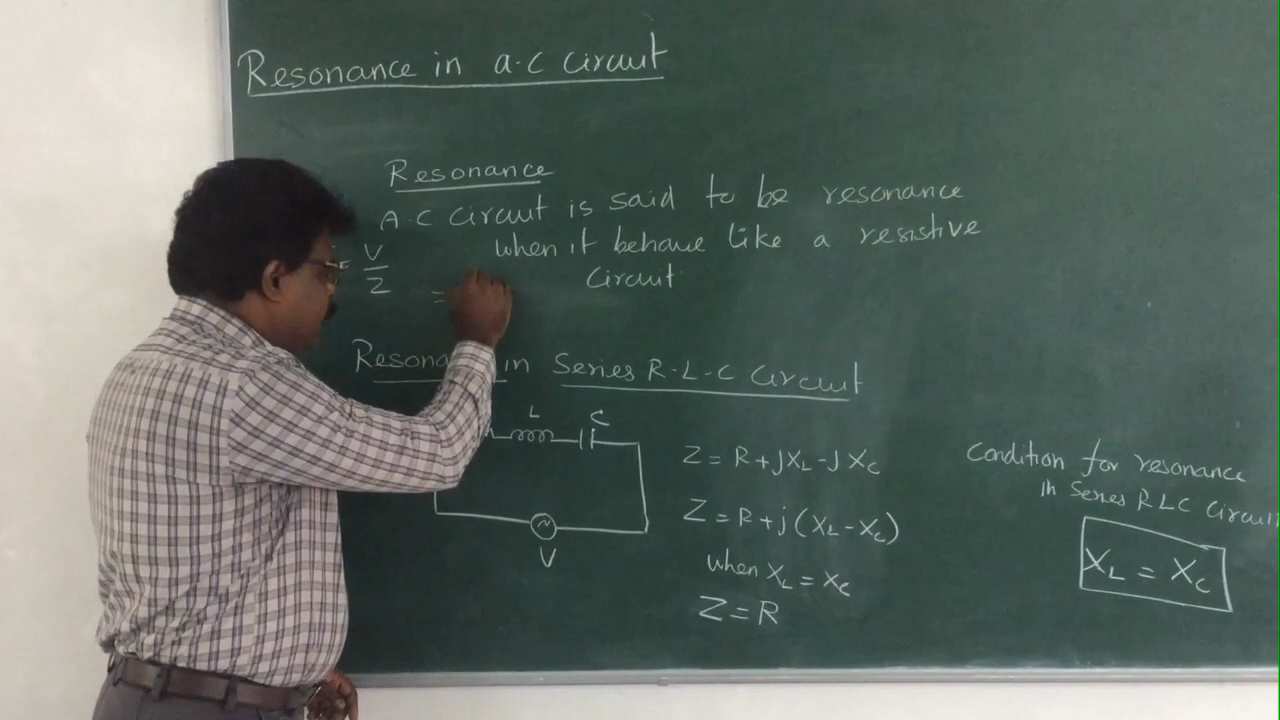 Resonance in a.c circuit
Resonance
A.C circuit is said to be resonance
when it behave like a resistive
circuit
= V/Z
=
in Series R-L-C circuit
L
C
V
Z = R + jXL - jXC
Z = R + j(XL - XC)
when XL = XC
Z = R
Condition for resonance
in Series RLC
XL = XC